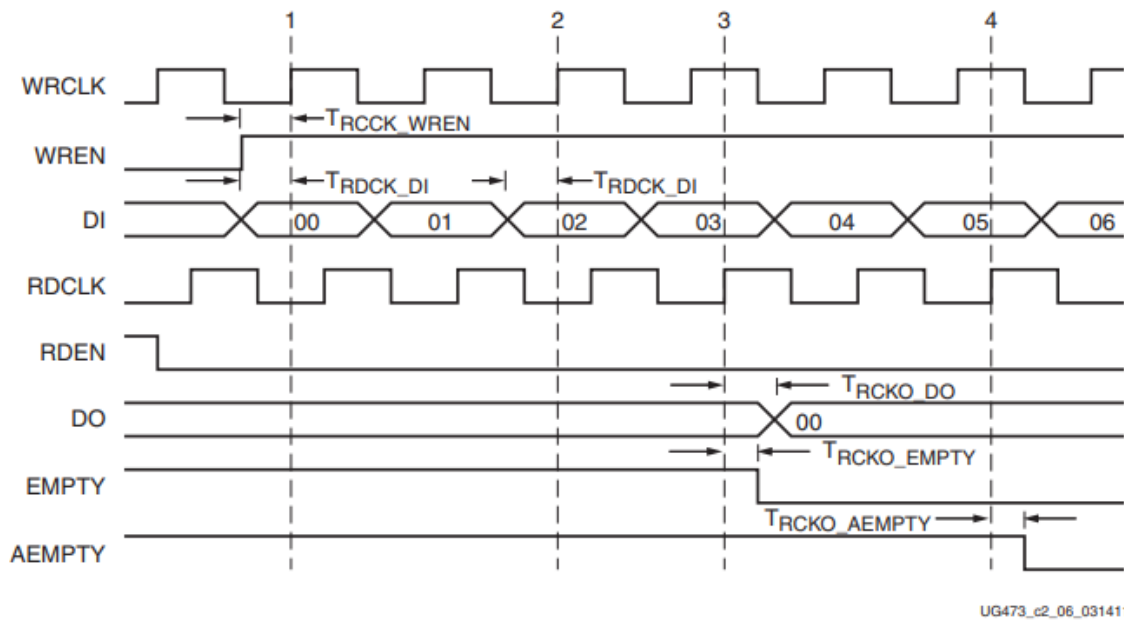 1 2 3 4
WRCLK
TRCCK_WREN
WREN
TRDCK_DI TRDCK_DI
DI 00 01 02 03 04 05 06
RDCLK
RDEN
TRCKO_DO
DO 00
TRCKO_EMPTY
EMPTY
TRCKO_AEMPTY
AEMPTY